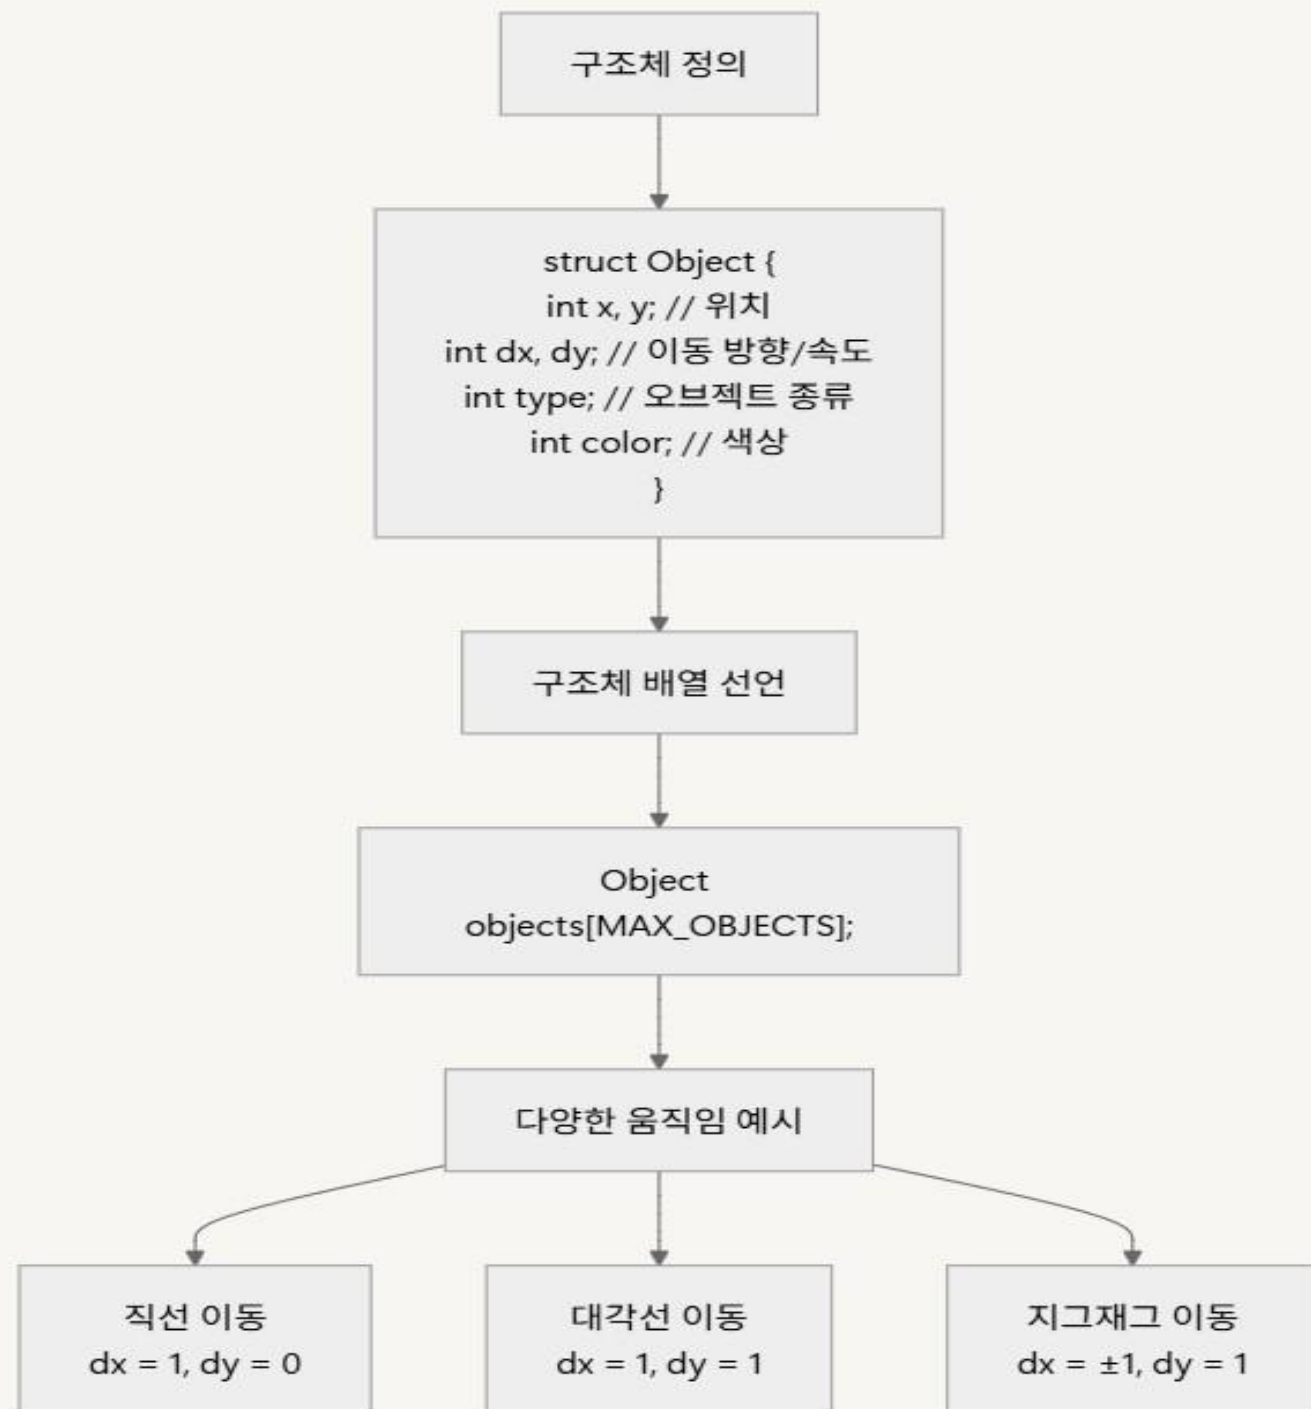 구조체 정의
struct Object {
int x, y; // 위치
int dx, dy; // 이동 방향/속도
int type; // 오브젝트 종류
int color; // 색상
}
구조체 배열 선언
Object
objects[MAX_OBJECTS];
다양한 움직임 예시
직선 이동
dx = 1, dy = 0
대각선 이동
dx = 1, dy = 1
지그재그 이동
dx = ±1, dy = 1